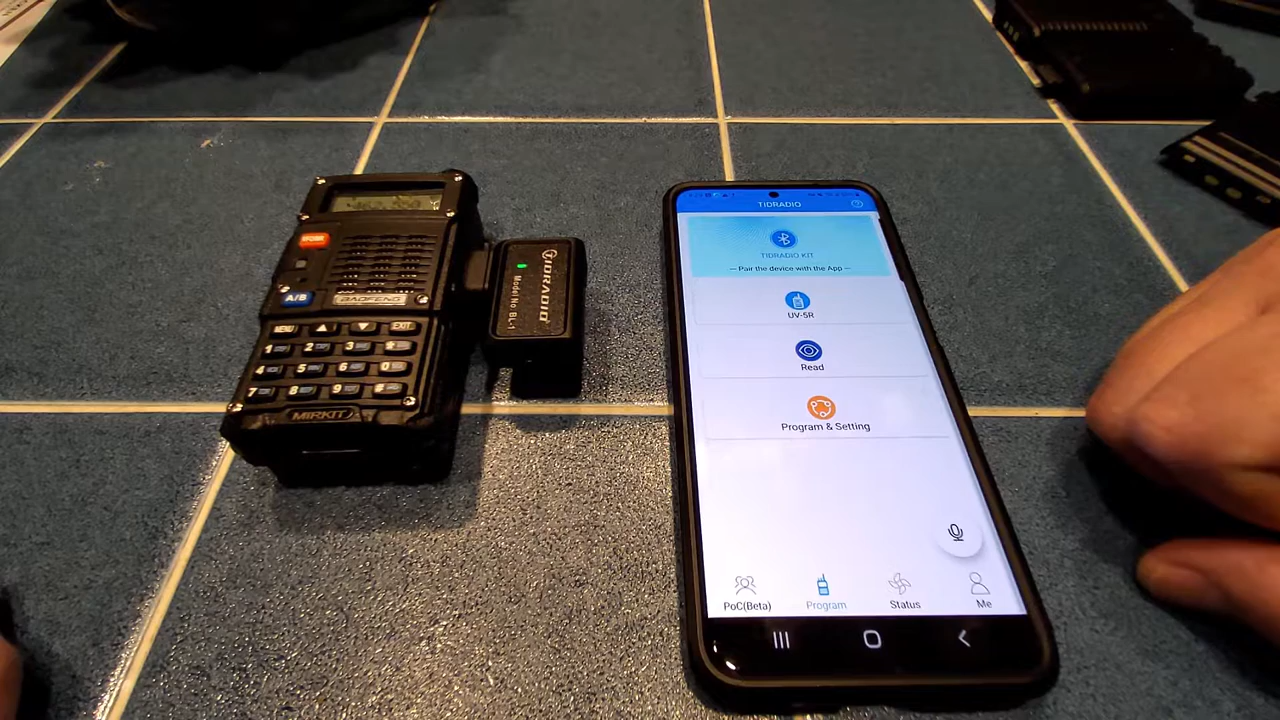 A/B
BAOFENG
MENU
EXIT
1
2
3
4
5
6
0
7
8
9
MIRKIT
TIDRADIO
Model No: BL-1
TIDRADIO
TIDRADIO KIT
— Pair the device with the App —
UV-5R
Read
Program & Setting
PoC(Beta) Program Status Me